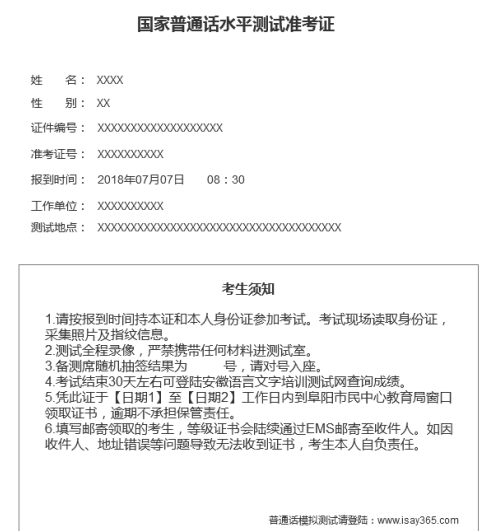 国家普通话水平测试准考证
姓 名： XXXX
性 别： XX
证件编号： XXXXXXXXXXXXXXXXXXX
准考证号： XXXXXXXXXX
报到时间： 2018年07月07日 08：30
工作单位： XXXXXXXXXX
测试地点： XXXXXXXXXXXXXXXXXXXXXXXXXXXXXXXXXXXXX
考生须知
1.请按报到时间持本证和本人身份证参加考试。考试现场读取身份证，
采集照片及指纹信息。
2.测试全程录像，严禁携带任何材料进测试室。
3.备测席随机抽签结果为 号，请对号入座。
4.考试结束30天左右可登陆安徽语言文字培训测试网查询成绩。
5.凭此证于【日期1】至【日期2】工作日内到阜阳市民中心教育局窗口
领取证书，逾期不承担保管责任。
6.填写邮寄领取的考生，等级证书会陆续通过EMS邮寄至收件人。如因
收件人、地址错误等问题导致无法收到证书，考生本人自负责任。
普通话模拟测试请登陆：www.isay365.com